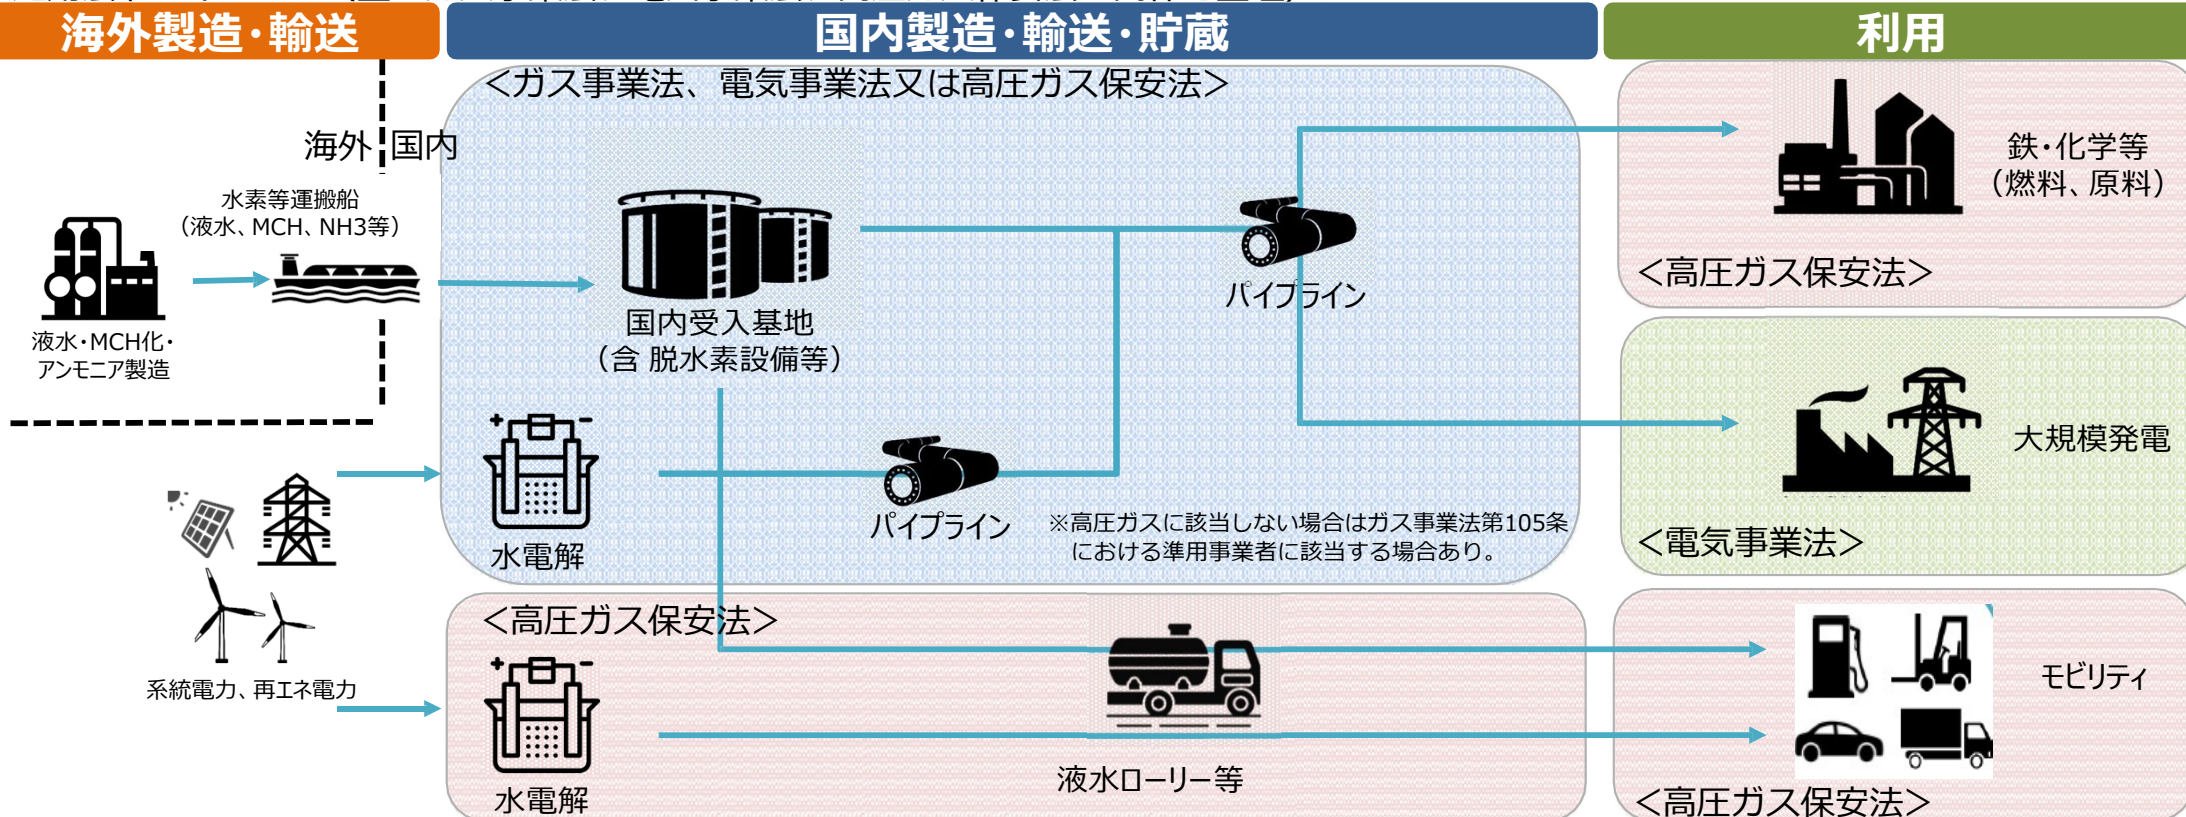 海外製造・輸送
国内製造・輸送・貯蔵
利用
＜ガス事業法、電気事業法又は高圧ガス保安法＞
海外
国内
水素等運搬船
（液水、MCH、NH3等）
液水・MCH化・
アンモニア製造
国内受入基地
（含 脱水素設備等）
パイプライン
鉄・化学等
（燃料、原料）
＜高圧ガス保安法＞
水電解
パイプライン
※高圧ガスに該当しない場合はガス事業法第105条
における準用事業者に該当する場合あり。
大規模発電
＜電気事業法＞
系統電力、再エネ電力
＜高圧ガス保安法＞
水電解
液水ローリー等
モビリティ
＜高圧ガス保安法＞